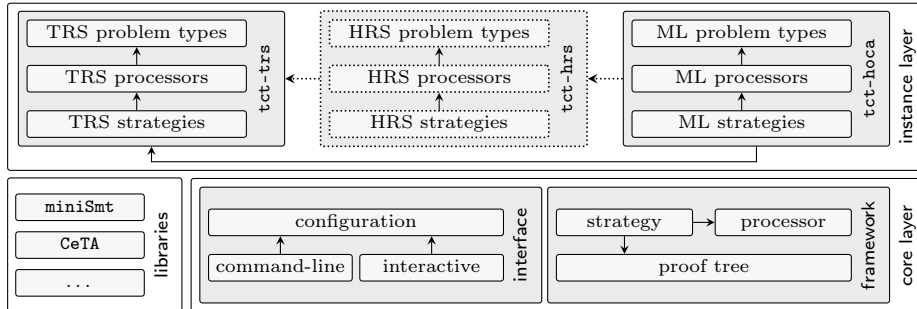 TRS problem types
TRS processors
TRS strategies
tct-trs
HRS problem types
HRS processors
HRS strategies
tct-hrs
ML problem types
ML processors
ML strategies
tct-hoca
instance layer
miniSmt
CeTA
...
libraries
configuration
command-line
interactive
interface
strategy
processor
proof tree
framework
core layer